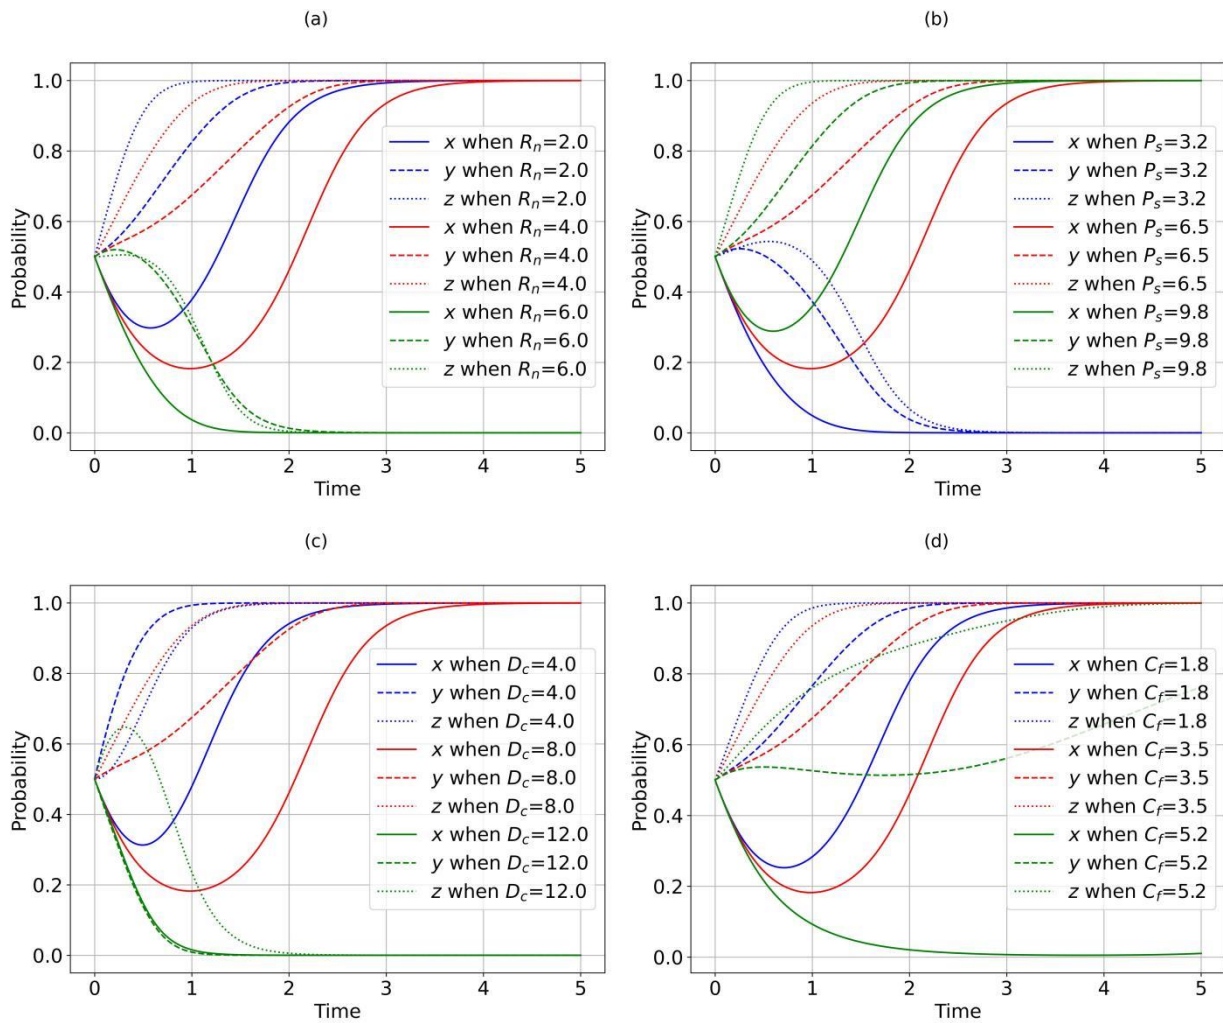 (a)
1.0
0.8
0.6
0.4
0.2
0.0
Probability
0 1 2 3 4 5
Time
x when R_n=2.0
y when R_n=2.0
z when R_n=2.0
x when R_n=4.0
y when R_n=4.0
z when R_n=4.0
x when R_n=6.0
y when R_n=6.0
z when R_n=6.0
(b)
1.0
0.8
0.6
0.4
0.2
0.0
Probability
0 1 2 3 4 5
Time
x when P_s=3.2
y when P_s=3.2
z when P_s=3.2
x when P_s=6.5
y when P_s=6.5
z when P_s=6.5
x when P_s=9.8
y when P_s=9.8
z when P_s=9.8
(c)
1.0
0.8
0.6
0.4
0.2
0.0
Probability
0 1 2 3 4 5
Time
x when D_c=4.0
y when D_c=4.0
z when D_c=4.0
x when D_c=8.0
y when D_c=8.0
z when D_c=8.0
x when D_c=12.0
y when D_c=12.0
z when D_c=12.0
(d)
1.0
0.8
0.6
0.4
0.2
0.0
Probability
0 1 2 3 4 5
Time
x when C_f=1.8
y when C_f=1.8
z when C_f=1.8
x when C_f=3.5
y when C_f=3.5
z when C_f=3.5
x when C_f=5.2
y when C_f=5.2
z when C_f=5.2